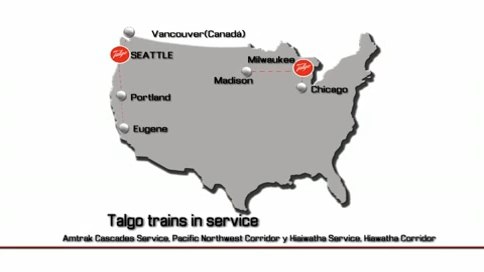 Vancouver(Canadá)
SEATTLE
Milwaukee
Madison
Chicago
Portland
Eugene
Talgo trains in service
Amtrak Cascades Service, Pacific Northwest Corridor y Hiaiwatha Service, Hiawatha Corridor